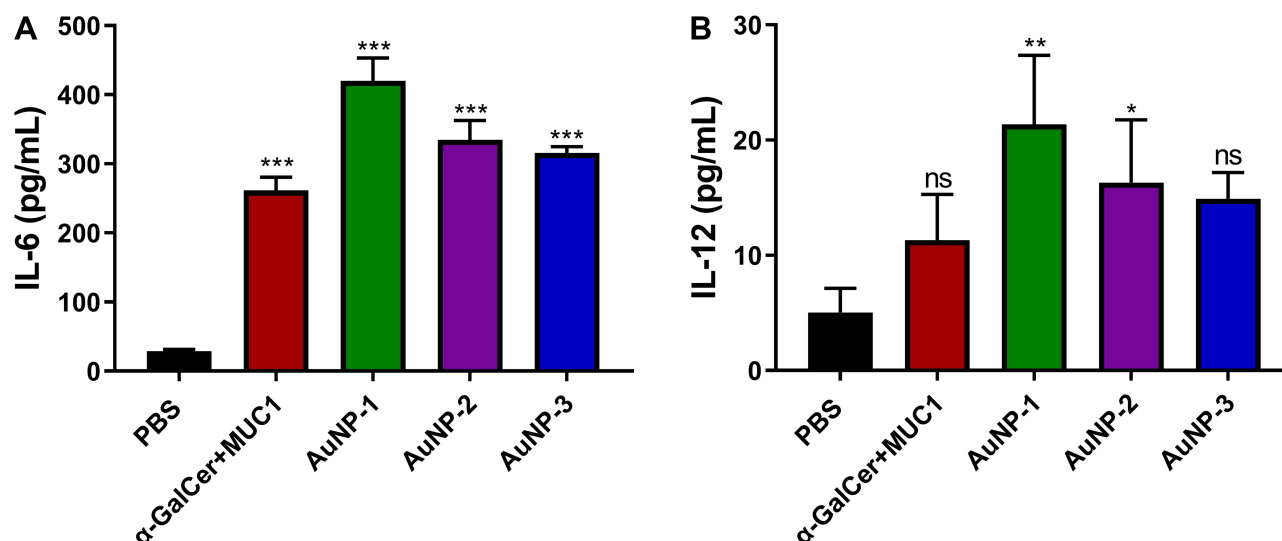 A
IL-6 (pg/mL)
500
400
300
200
100
0
***
***
***
***
PBS
α-GalCer+MUC1
AuNP-1
AuNP-2
AuNP-3
B
IL-12 (pg/mL)
30
20
10
0
ns
**
*
ns
PBS
α-GalCer+MUC1
AuNP-1
AuNP-2
AuNP-3